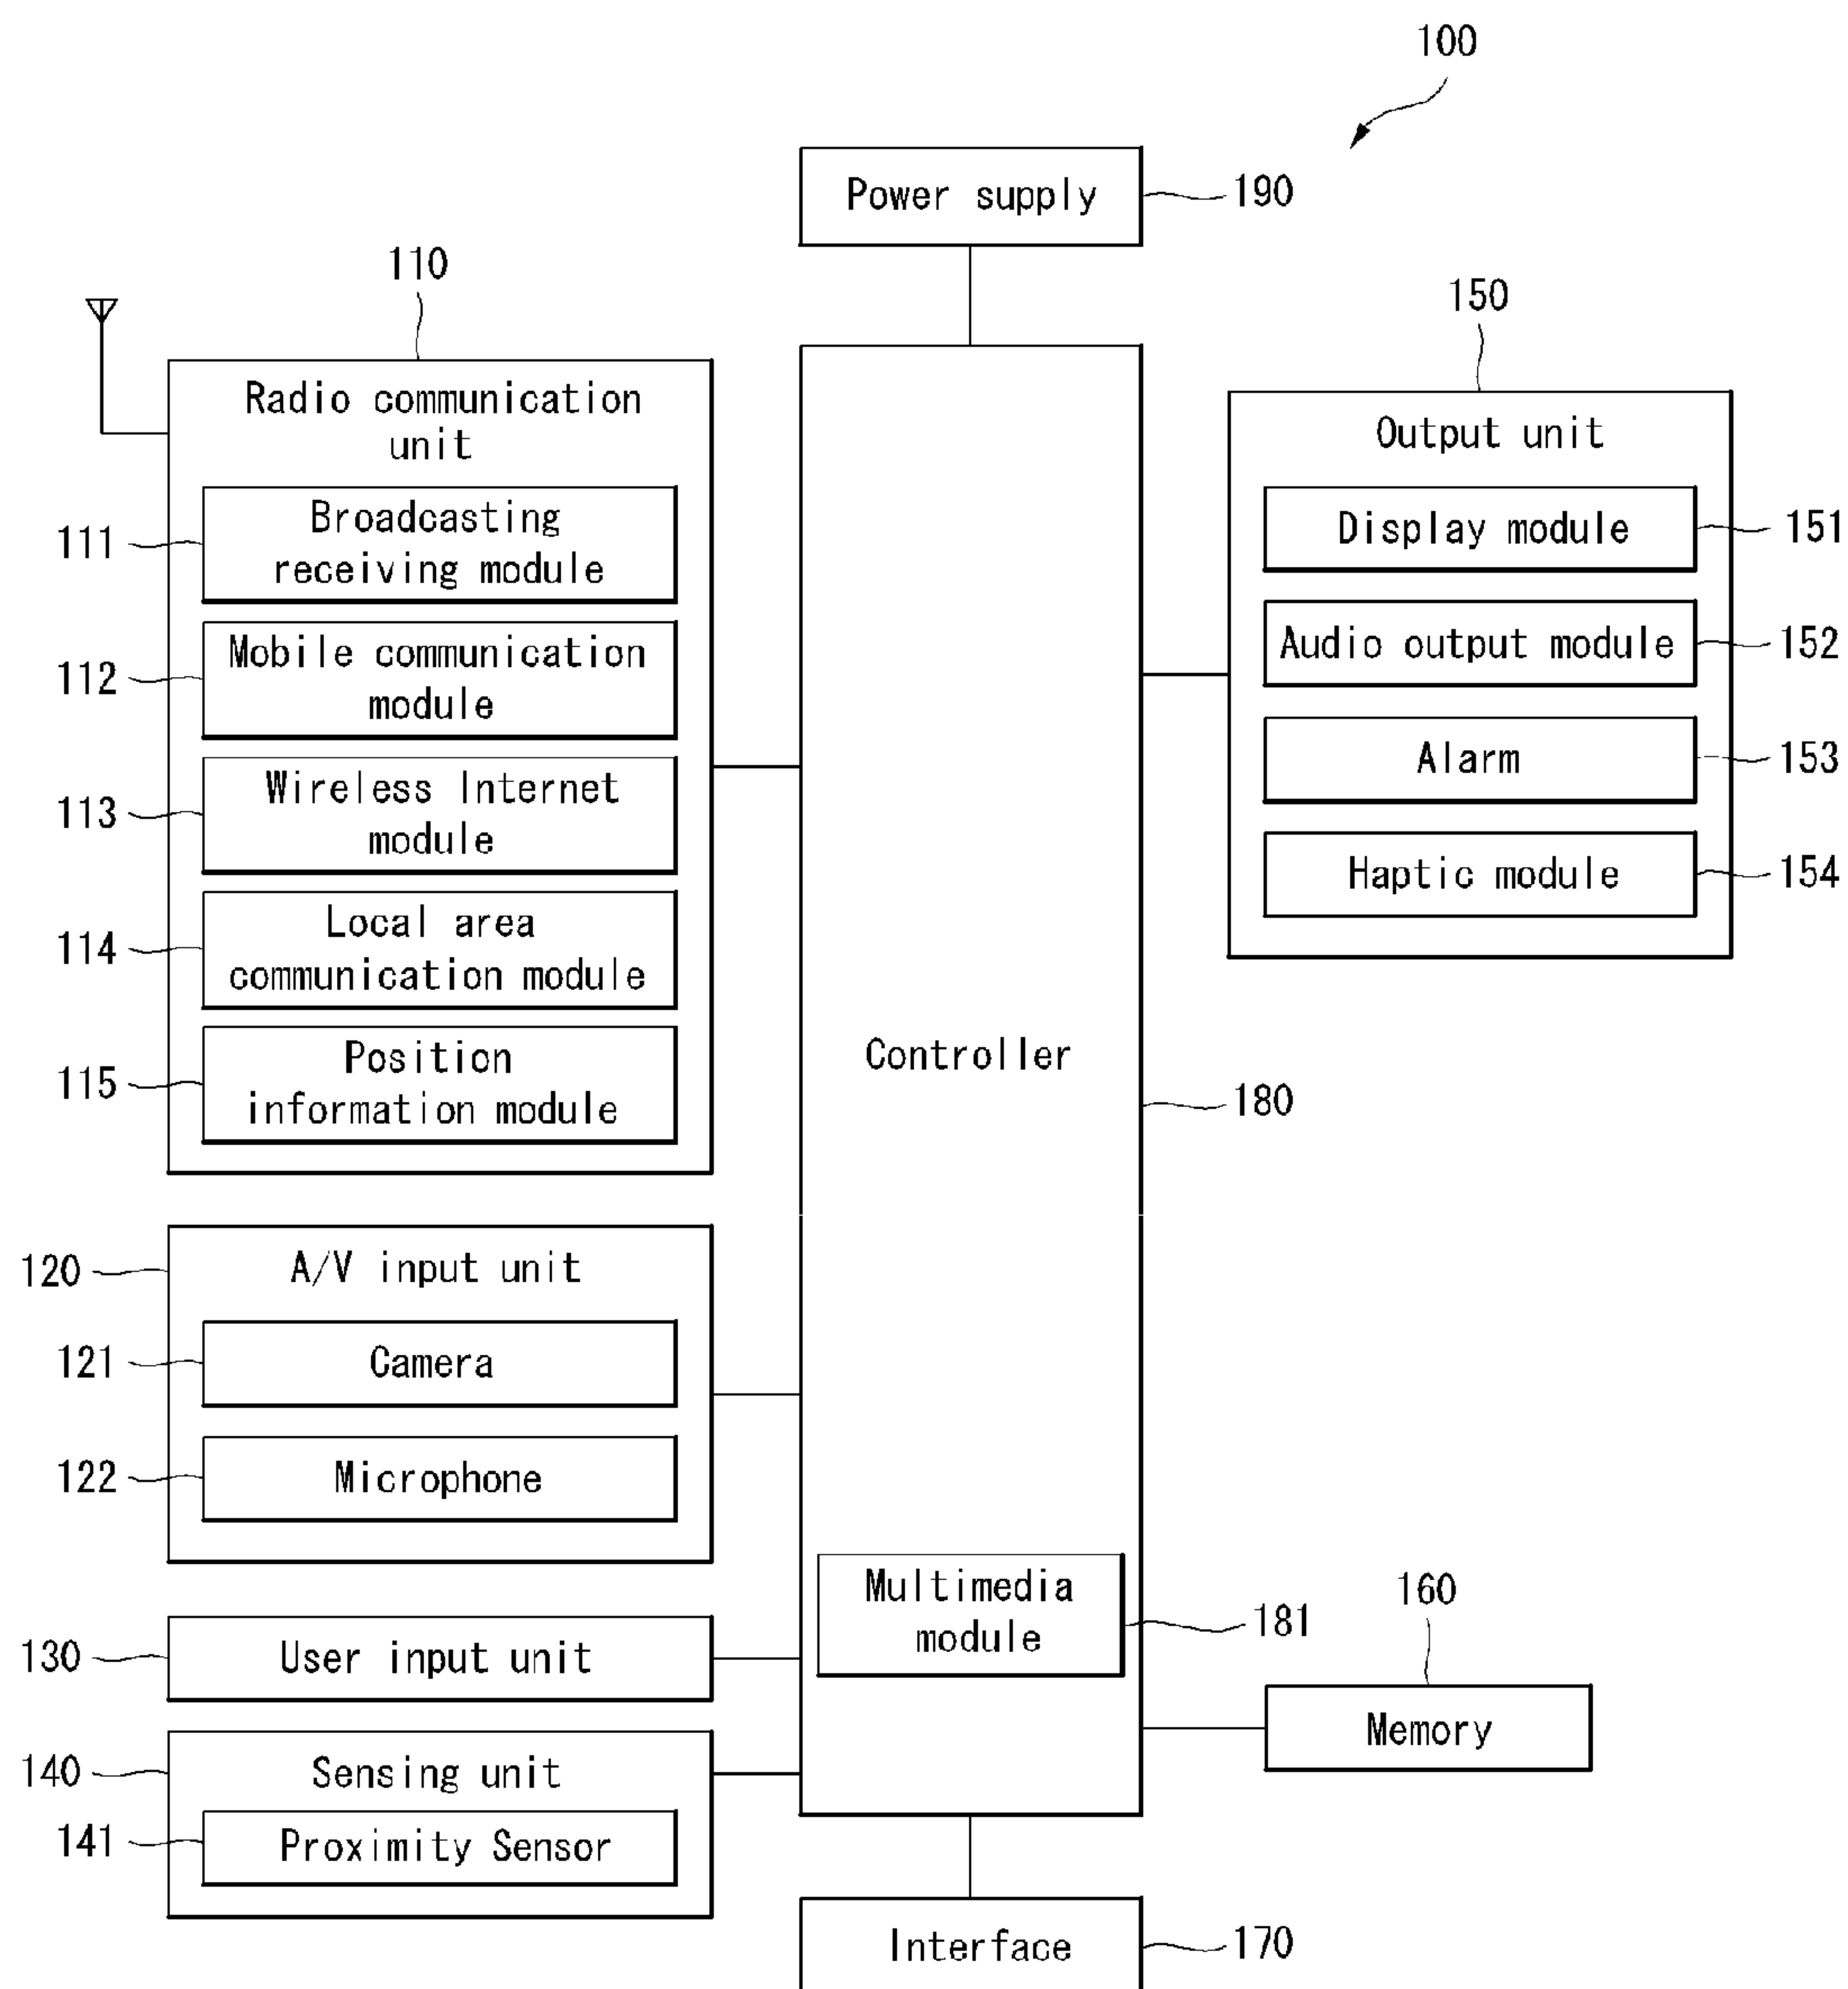 100
Power supply
190
110
Radio communication
unit
111
Broadcasting
receiving module
112
Mobile communication
module
113
Wireless Internet
module
114
Local area
communication module
115
Position
information module
150
Output unit
Display module
151
Audio output module
152
Alarm
153
Haptic module
154
Controller
180
120
A/V input unit
121
Camera
122
Microphone
Multimedia
module
181
130
User input unit
160
Memory
140
Sensing unit
141
Proximity Sensor
Interface
170